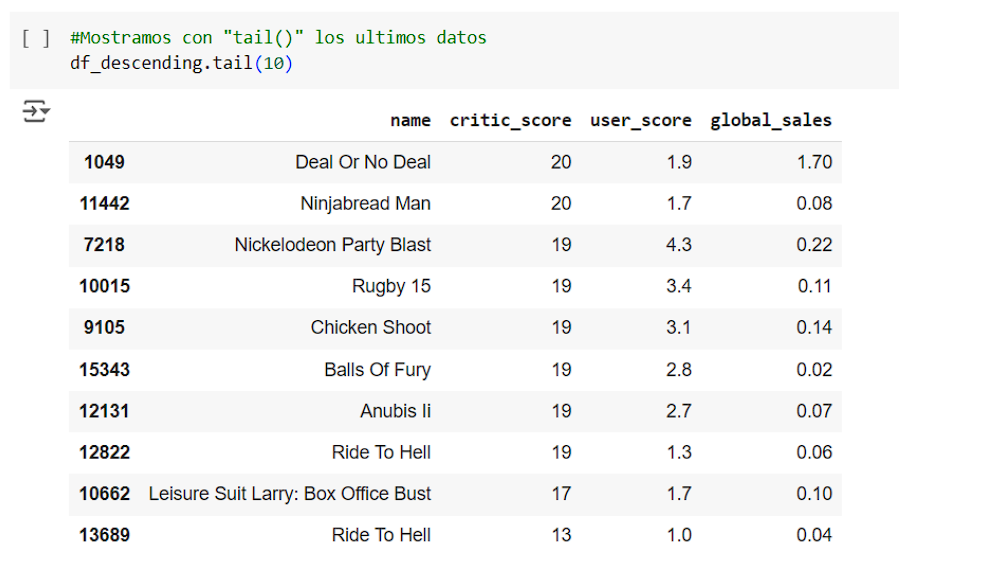 [ ] #Mostramos con "tail()" los ultimos datos
df_descending.tail(10)
name critic_score user_score global_sales
1049 Deal Or No Deal 20 1.9 1.70
11442 Ninjabread Man 20 1.7 0.08
7218 Nickelodeon Party Blast 19 4.3 0.22
10015 Rugby 15 19 3.4 0.11
9105 Chicken Shoot 19 3.1 0.14
15343 Balls Of Fury 19 2.8 0.02
12131 Anubis Ii 19 2.7 0.07
12822 Ride To Hell 19 1.3 0.06
10662 Leisure Suit Larry: Box Office Bust 17 1.7 0.10
13689 Ride To Hell 13 1.0 0.04